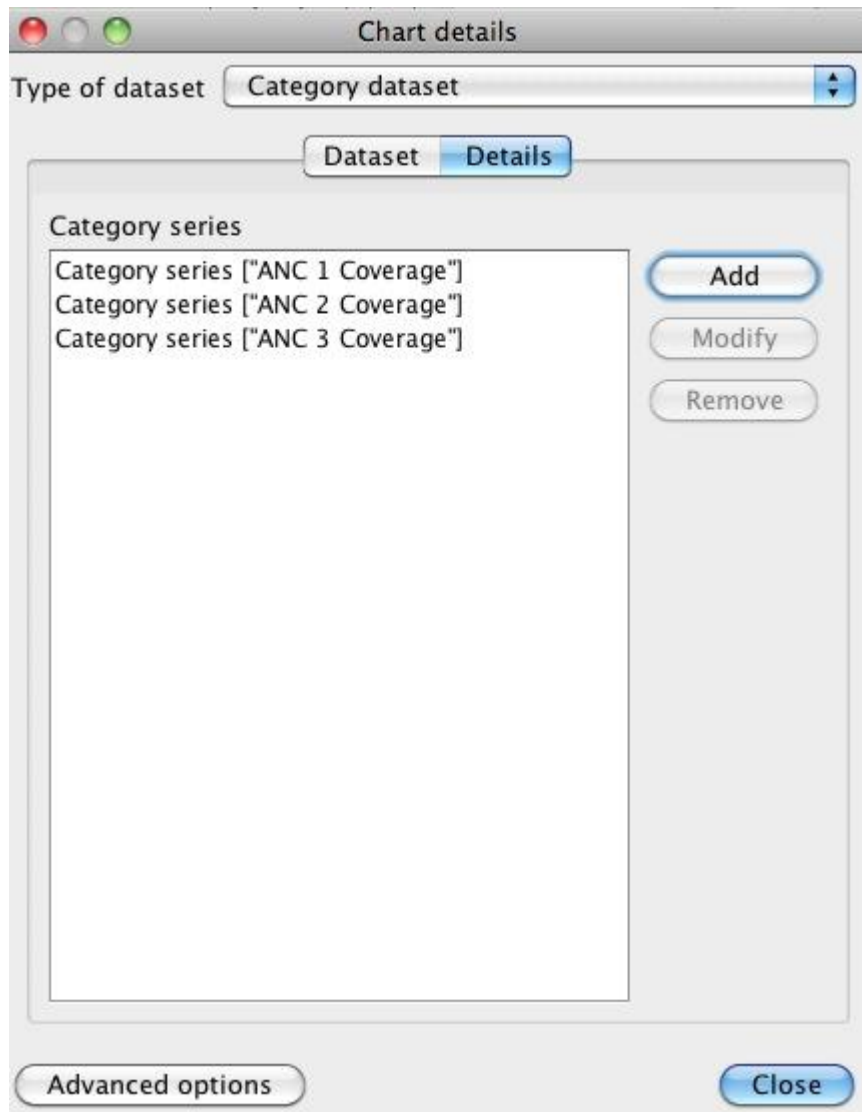 Chart details
Type of dataset Category dataset
Dataset Details
Category series
Category series ["ANC 1 Coverage"]
Category series ["ANC 2 Coverage"]
Category series ["ANC 3 Coverage"]
Add
Modify
Remove
Advanced options Close